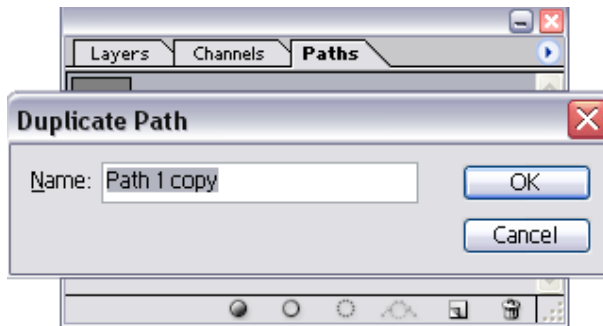 Layers Channels Paths
Duplicate Path
Name: Path 1 copy OK
Cancel